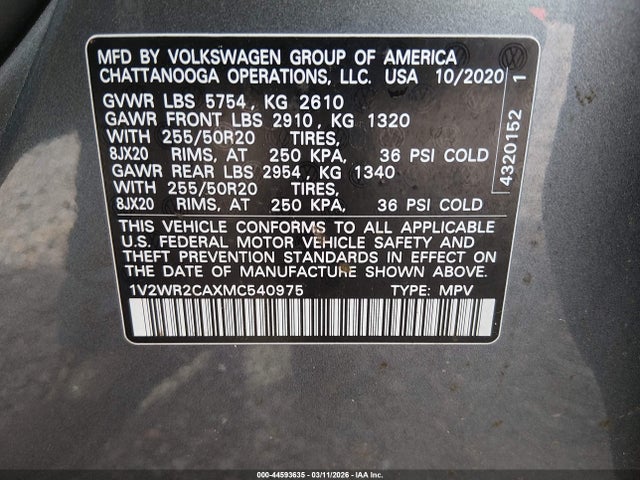 MFD BY VOLKSWAGEN GROUP OF AMERICA
CHATTANOOGA OPERATIONS, LLC. USA 10/2020
GVWR LBS 5754, KG 2610
GAWR FRONT LBS 2910, KG 1320
WITH 255/50R20 TIRES,
8JX20 RIMS, AT 250 KPA, 36 PSI COLD
GAWR REAR LBS 2954, KG 1340
WITH 255/50R20 TIRES,
8JX20 RIMS, AT 250 KPA, 36 PSI COLD
THIS VEHICLE CONFORMS TO ALL APPLICABLE
U.S. FEDERAL MOTOR VEHICLE SAFETY AND
THEFT PREVENTION STANDARDS IN EFFECT ON
THE DATE OF MANUFACTURE SHOWN ABOVE.
1V2WR2CAXMC540975 TYPE: MPV
4320152 1
000-44593635 - 03/11/2026 - IAA Inc.